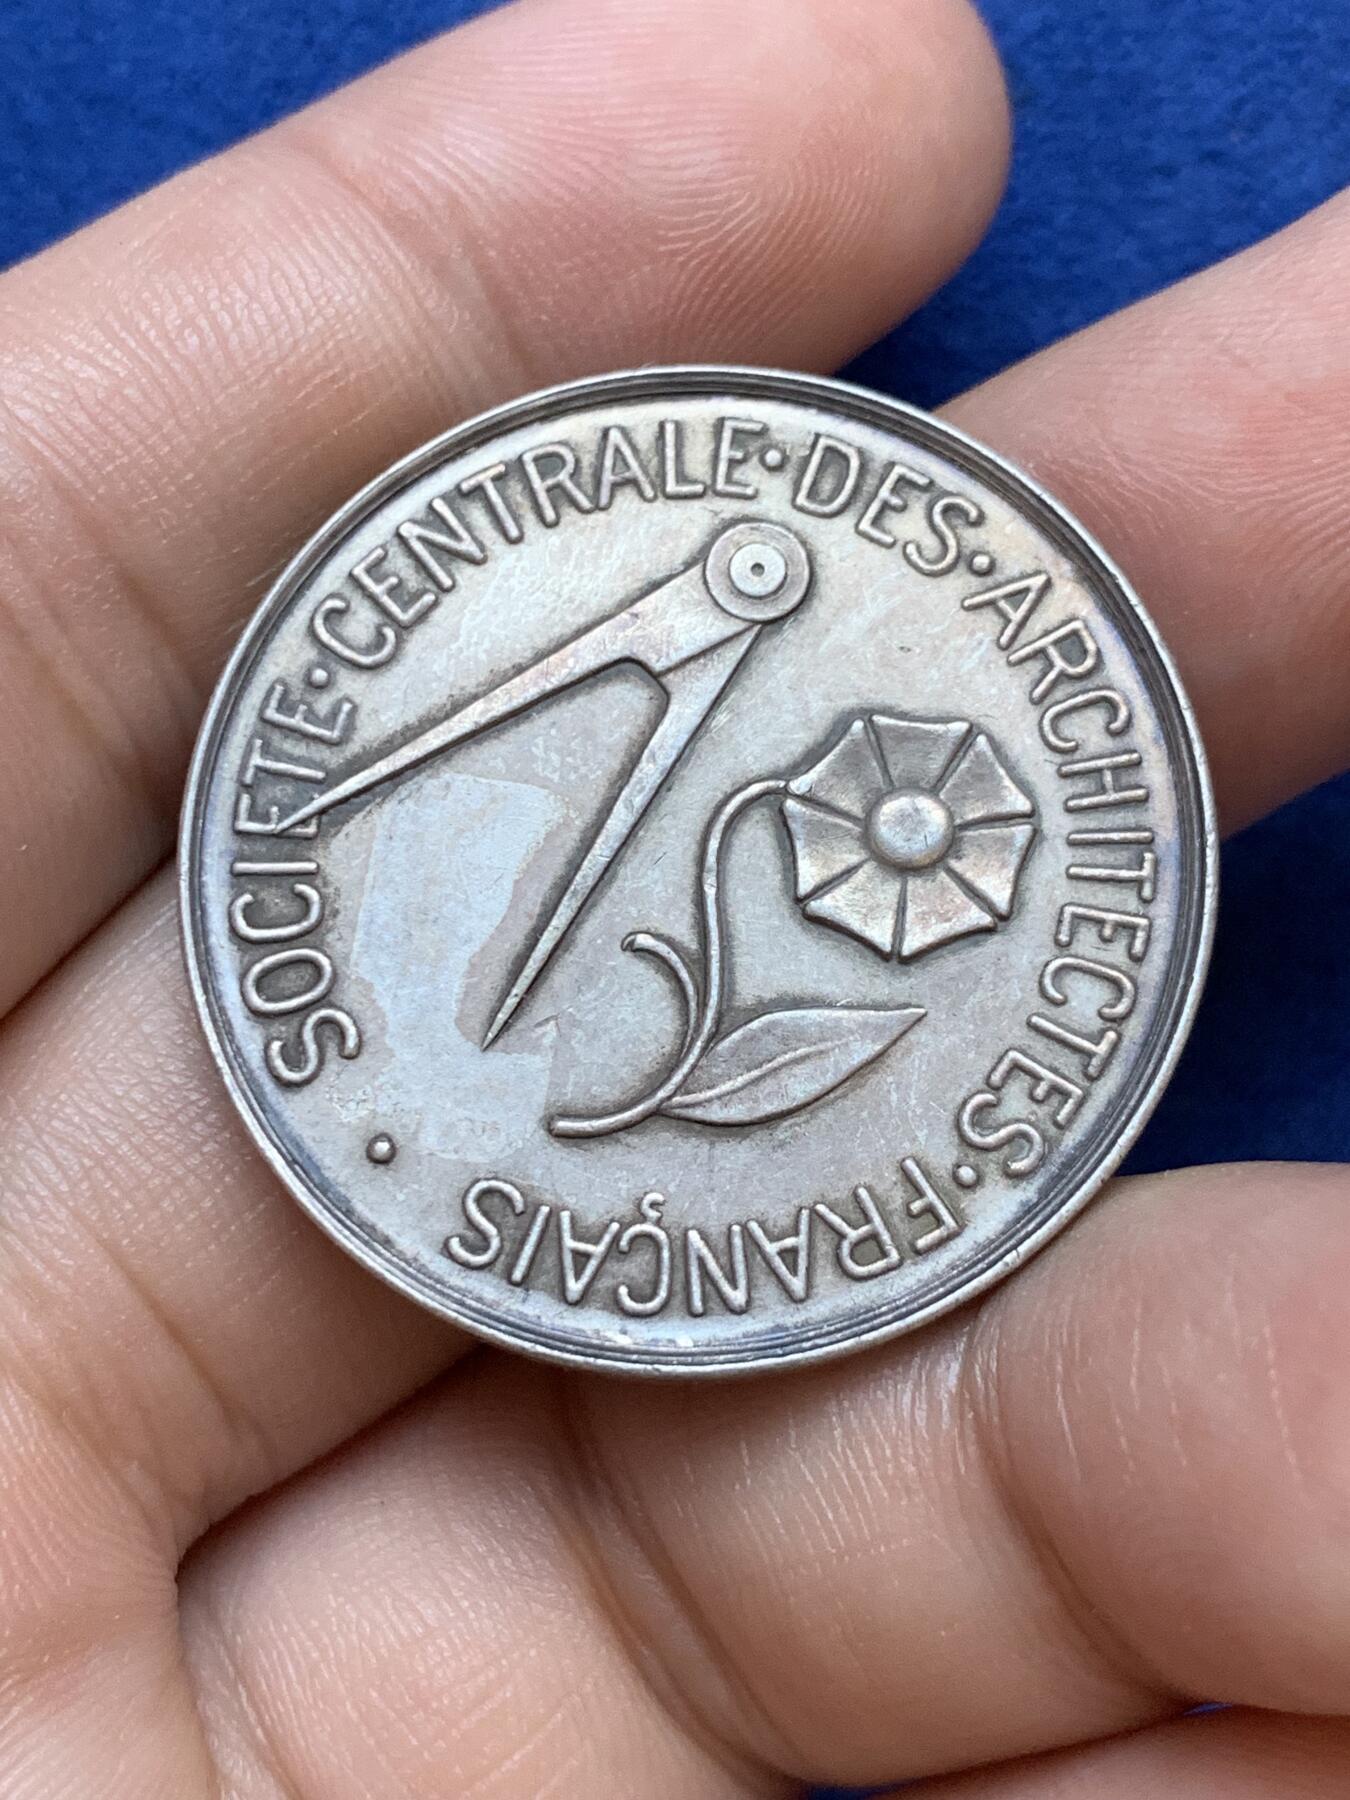 SOCIETE · CENTRALE · DES · ARCHITECTES · FRANÇAIS ·